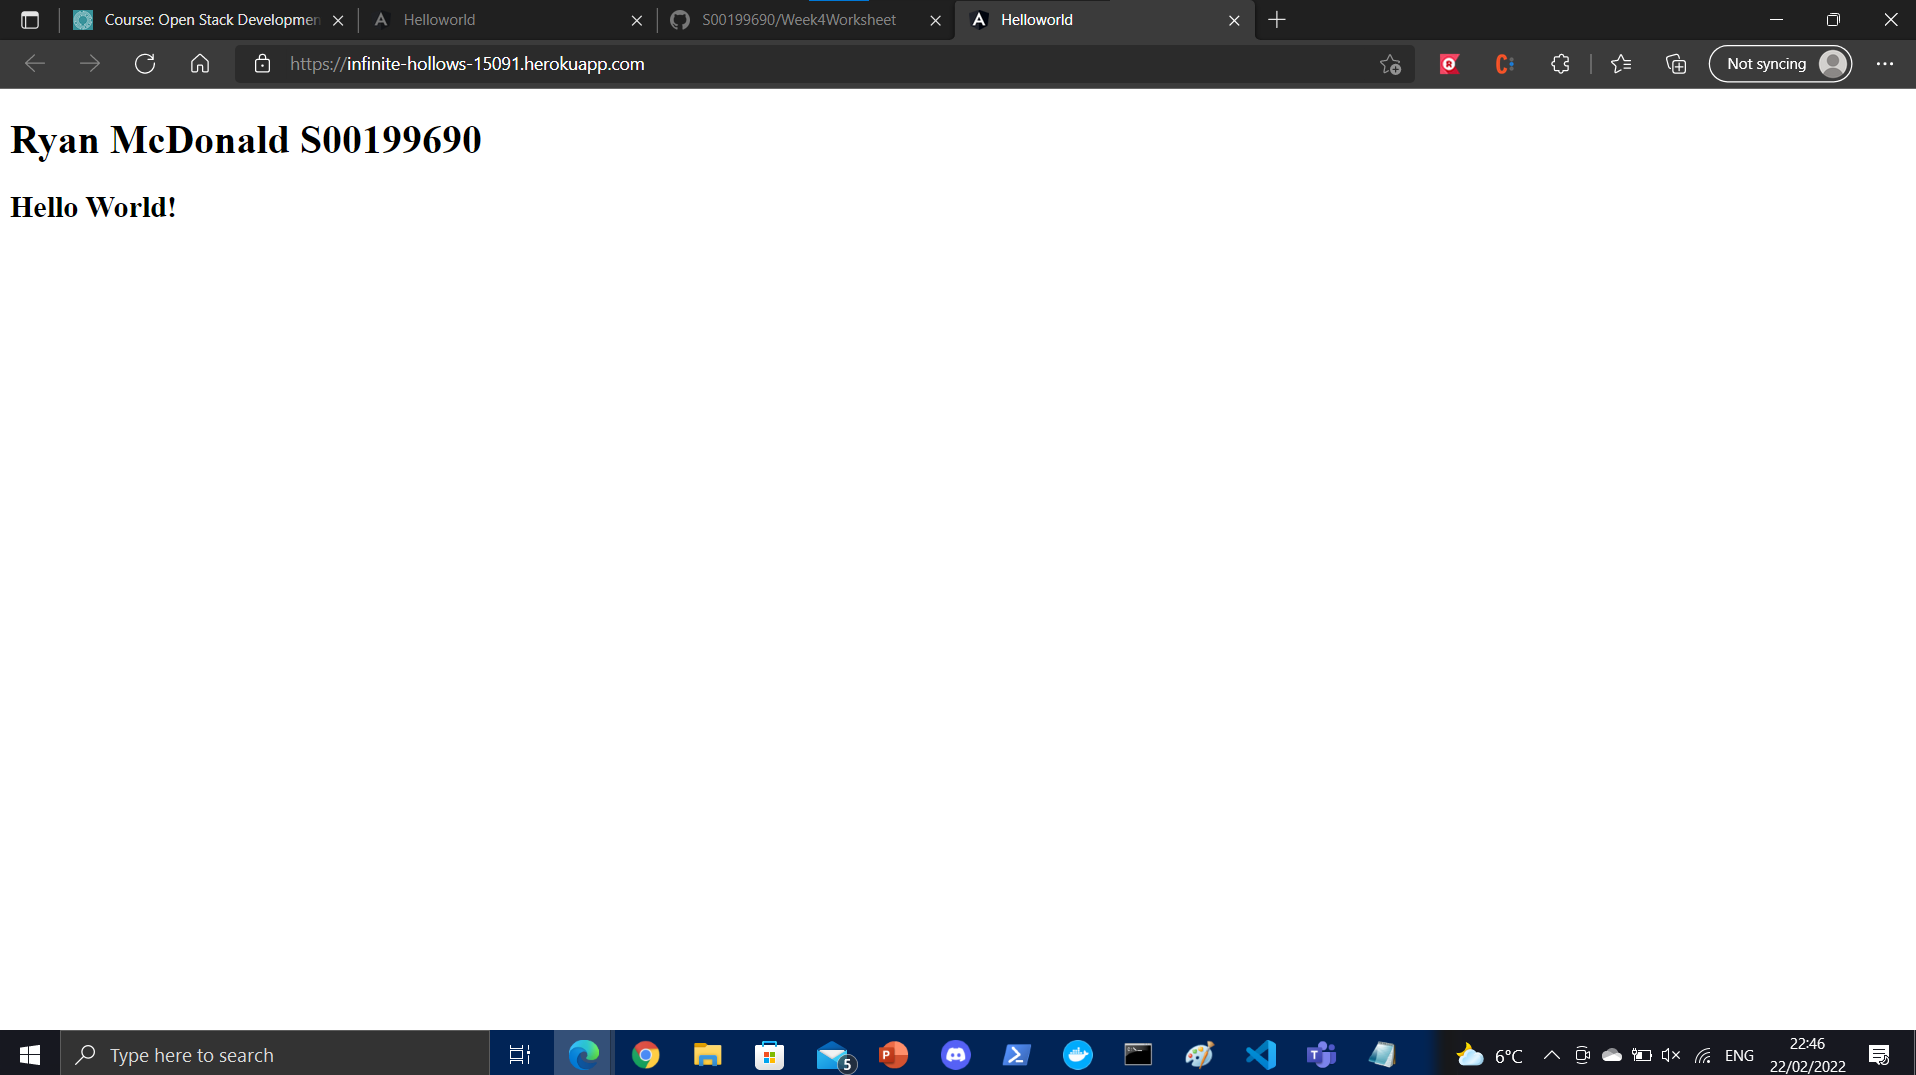 Course: Open Stack Developmen
Helloworld
S00199690/Week4Worksheet
Helloworld
https://infinite-hollows-15091.herokuapp.com
Not syncing
Ryan McDonald S00199690
Hello World!
Type here to search
5
6°C
ENG
22:46
22/02/2022